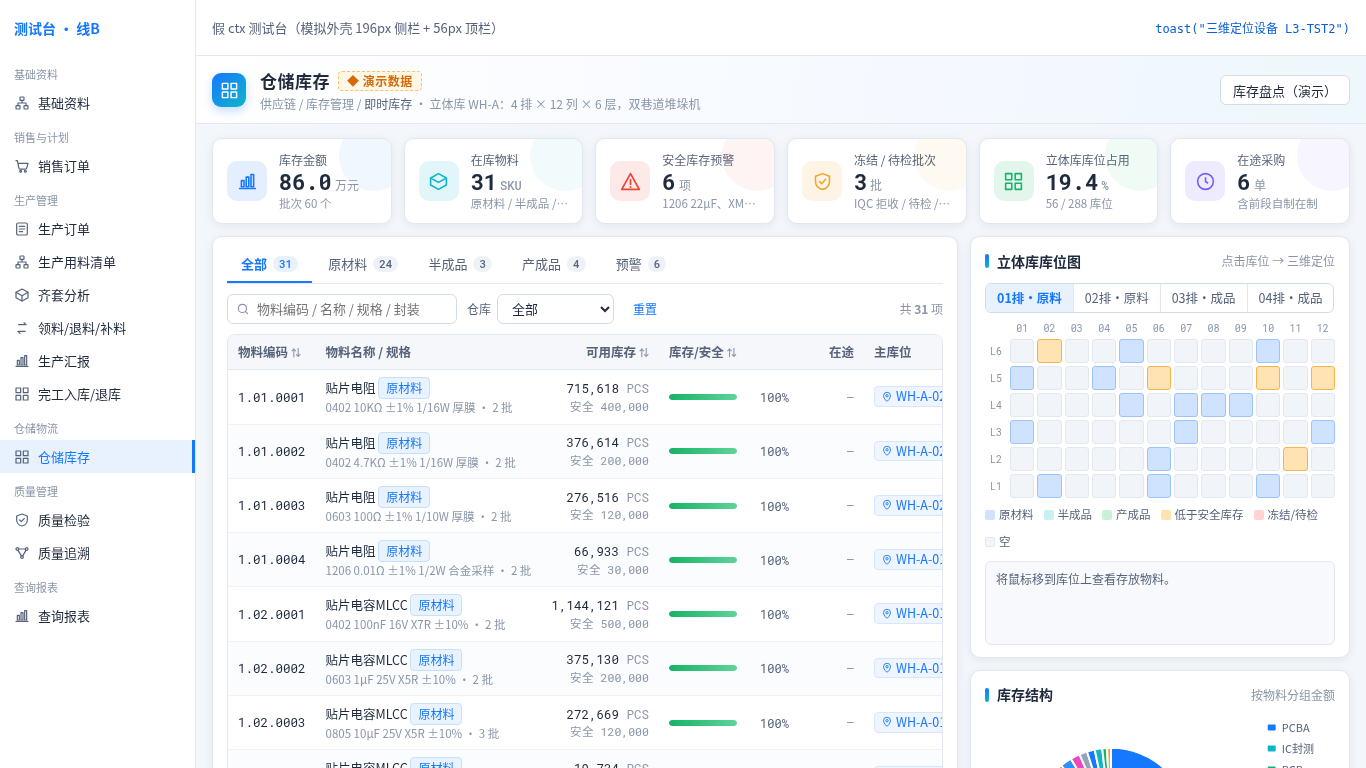 测试台 · 线B
基础资料
基础资料
销售与计划
销售订单
生产管理
生产订单
生产用料清单
齐套分析
领料/退料/补料
生产汇报
完工入库/退库
仓储物流
仓储库存
质量管理
质量检验
质量追溯
查询报表
查询报表
假 ctx 测试台（模拟外壳 196px 侧栏 + 56px 顶栏）
toast("三维定位设备 L3-TST2")
仓储库存
◆ 演示数据
供应链 / 库存管理 / 即时库存 · 立体库 WH-A：4 排 × 12 列 × 6 层，双巷道堆垛机
库存盘点（演示）
库存金额
86.0 万元
批次 60 个
在库物料
31 SKU
原材料 / 半成品 /…
安全库存预警
6 项
1206 22μF、XM…
冻结 / 待检批次
3 批
IQC 拒收 / 待检 /…
立体库库位占用
19.4 %
56 / 288 库位
在途采购
6 单
含前段自制在制
全部 31
原材料 24
半成品 3
产成品 4
预警 6
物料编码 / 名称 / 规格 / 封装
仓库
全部
重置
共 31 项
物料编码 ⇅
物料名称 / 规格
可用库存 ⇅
库存/安全 ⇅
在途
主库位
1.01.0001
贴片电阻 原材料
0402 10KΩ ±1% 1/16W 厚膜 · 2 批
715,618 PCS
安全 400,000
100%
—
WH-A-02
1.01.0002
贴片电阻 原材料
0402 4.7KΩ ±1% 1/16W 厚膜 · 2 批
376,614 PCS
安全 200,000
100%
—
WH-A-02
1.01.0003
贴片电阻 原材料
0603 100Ω ±1% 1/10W 厚膜 · 2 批
276,516 PCS
安全 120,000
100%
—
WH-A-02
1.01.0004
贴片电阻 原材料
1206 0.01Ω ±1% 1/2W 合金采样 · 2 批
66,933 PCS
安全 30,000
100%
—
WH-A-01
1.02.0001
贴片电容MLCC 原材料
0402 100nF 16V X7R ±10% · 2 批
1,144,121 PCS
安全 500,000
100%
—
WH-A-01
1.02.0002
贴片电容MLCC 原材料
0603 1μF 25V X5R ±10% · 2 批
375,130 PCS
安全 200,000
100%
—
WH-A-01
1.02.0003
贴片电容MLCC 原材料
0805 10μF 25V X5R ±10% · 3 批
272,669 PCS
安全 120,000
100%
—
WH-A-01
贴片电容MLCC 原材料
立体库库位图
点击库位 → 三维定位
01排 · 原料
02排 · 原料
03排 · 成品
04排 · 成品
01 02 03 04 05 06 07 08 09 10 11 12
L6
L5
L4
L3
L2
L1
原材料
半成品
产成品
低于安全库存
冻结/待检
空
将鼠标移到库位上查看存放物料。
库存结构
按物料分组金额
PCBA
IC封测